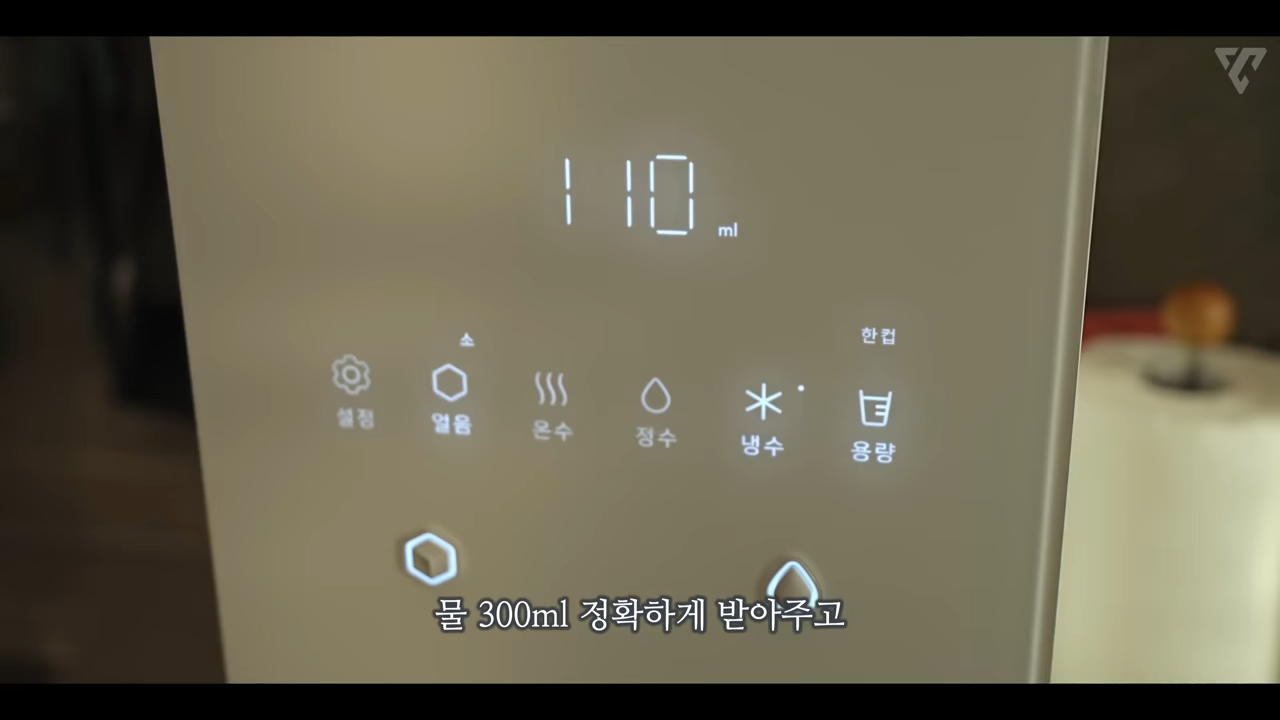 110 ml
소
한컵
설정 얼음 온수 정수 냉수 용량
물 300ml 정확하게 받아주고